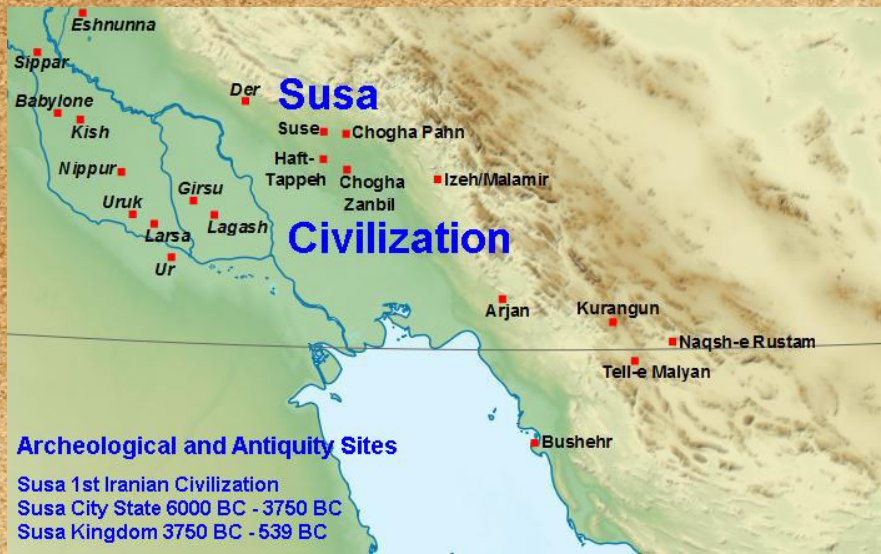 Eshnunna
Sippar
Der
Susa
Babylone
Kish
Suse
Chogha Pahn
Haft-
Tappeh
Chogha
Zanbil
Izeh/Malamir
Nippur
Girsu
Uruk
Lagash
Larsa
Civilization
Ur
Arjan
Kurangun
Naqsh-e Rustam
Tell-e Malyan
Bushehr
Archeological and Antiquity Sites
Susa 1st Iranian Civilization
Susa City State 6000 BC - 3750 BC
Susa Kingdom 3750 BC - 539 BC